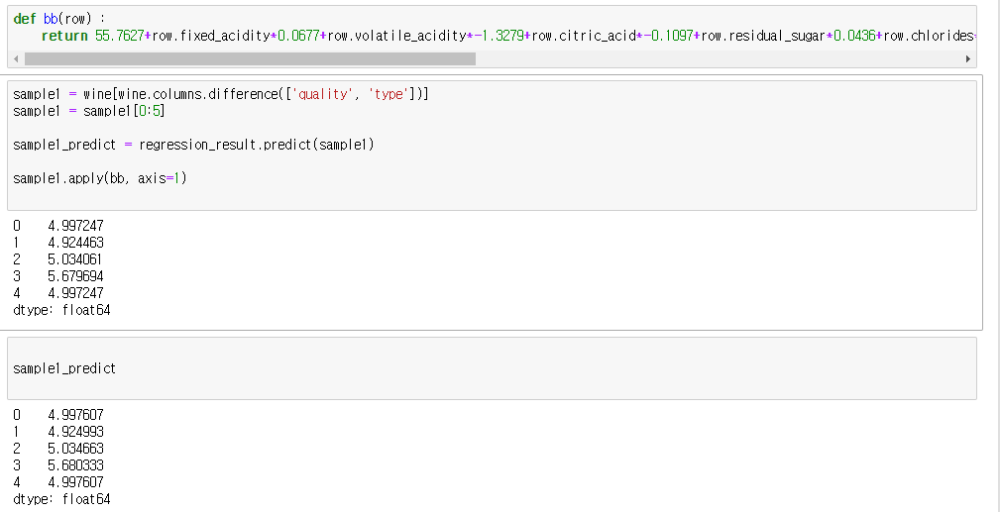 def bb(row) :
return 55.7627+row.fixed_acidity*0.0677+row.volatile_acidity*-1.3279+row.citric_acid*-0.1097+row.residual_sugar*0.0436+row.chlorides*
sample1 = wine[wine.columns.difference(['quality', 'type'])]
sample1 = sample1[0:5]
sample1_predict = regression_result.predict(sample1)
sample1.apply(bb, axis=1)
0 4.997247
1 4.924463
2 5.034061
3 5.679694
4 4.997247
dtype: float64
sample1_predict
0 4.997607
1 4.924993
2 5.034663
3 5.680333
4 4.997607
dtype: float64